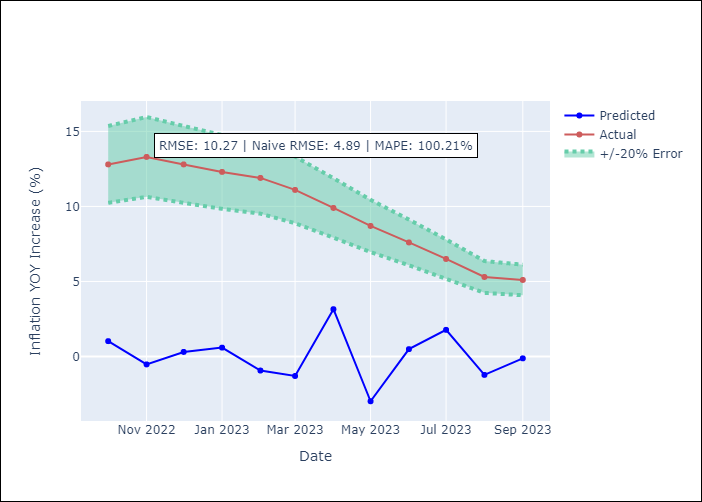 Predicted
Actual
+/-20% Error
RMSE: 10.27 | Naive RMSE: 4.89 | MAPE: 100.21%
15
10
5
0
Inflation YOY Increase (%)
Nov 2022 Jan 2023 Mar 2023 May 2023 Jul 2023 Sep 2023
Date